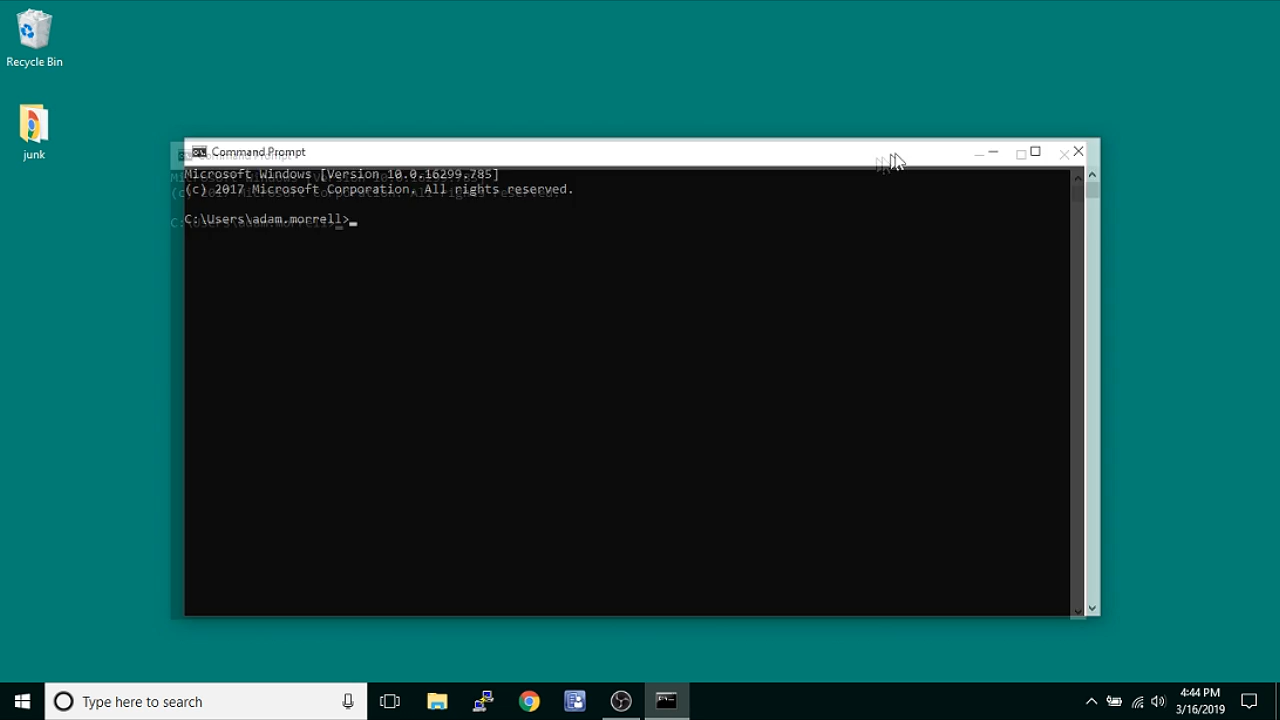 Recycle Bin
junk
Command Prompt
Microsoft Windows [Version 10.0.16299.785]
(c) 2017 Microsoft Corporation. All rights reserved.
C:\Users\adam.morrell>_
Type here to search
4:44 PM
3/16/2019